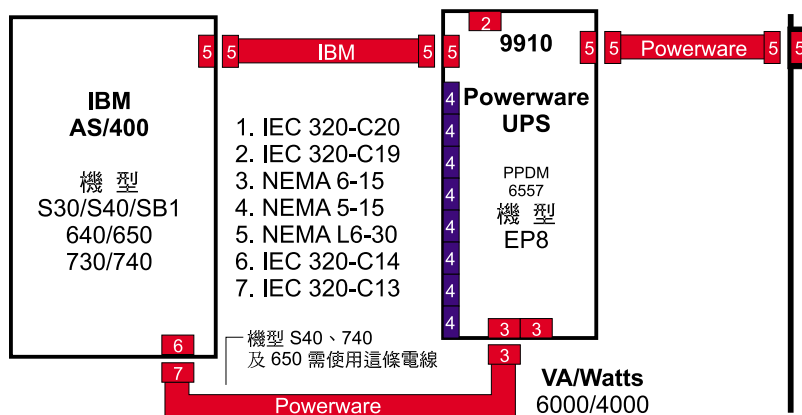 2
5 5 IBM 5 5 9910 5 5 Powerware 5 5
IBM
AS/400
機 型
S30/S40/SB1
640/650
730/740
6
1. IEC 320-C20
2. IEC 320-C19
3. NEMA 6-15
4. NEMA 5-15
5. NEMA L6-30
6. IEC 320-C14
7. IEC 320-C13
4
4
4
4
4
4
4
4
Powerware
UPS
PPDM
6557
機 型
EP8
3 3
機型 S40、740
及 650 需使用這條電線
7
3
Powerware
VA/Watts
6000/4000